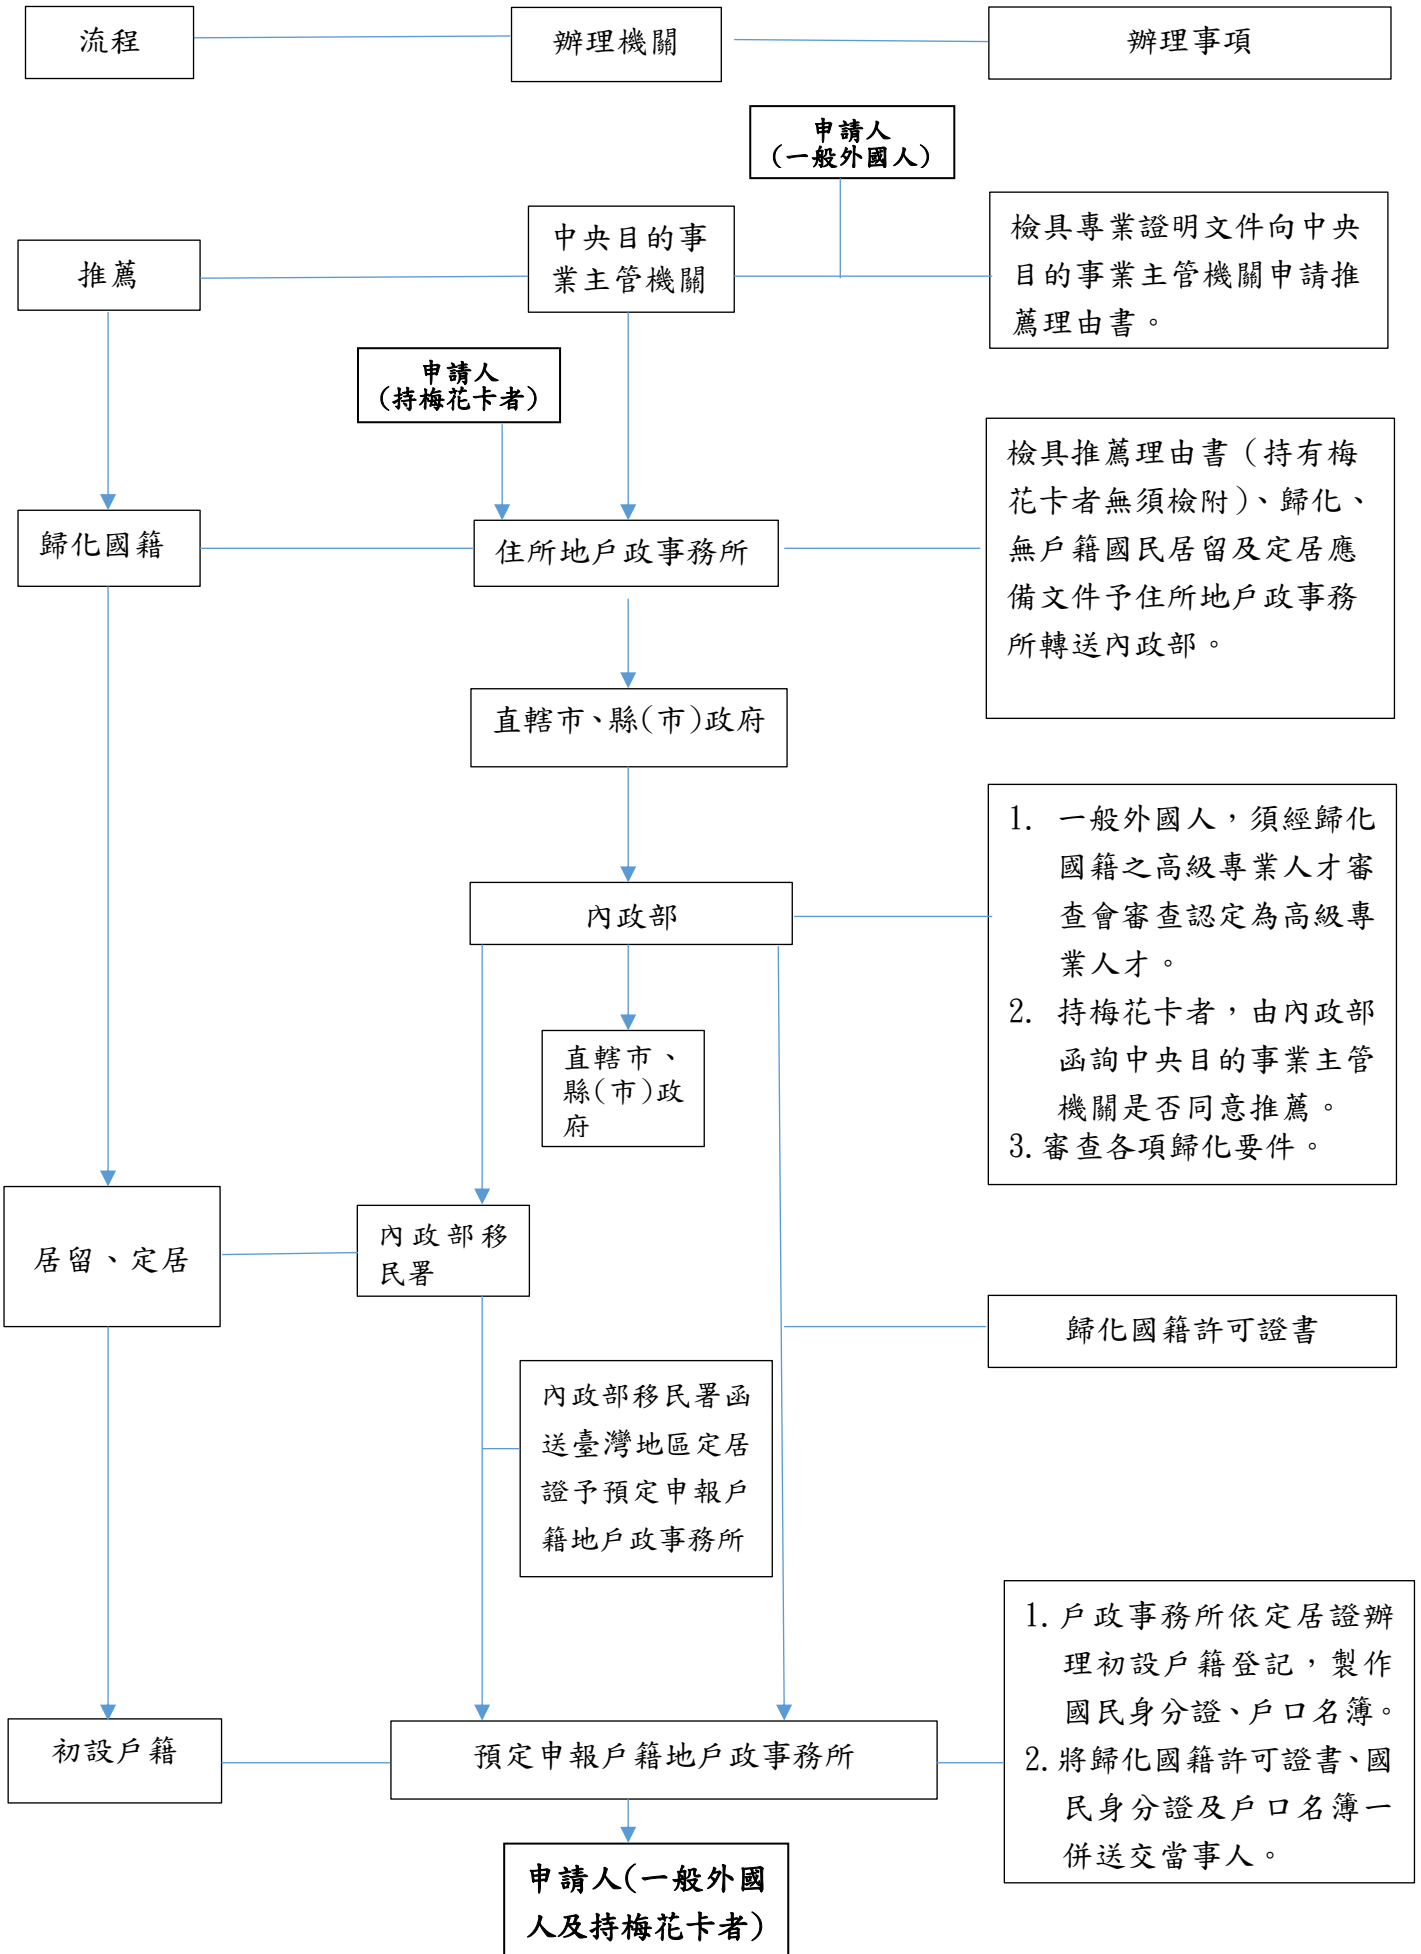 流程
辦理機關
辦理事項
申請人
(一般外國人)
推薦
中央目的事
業主管機關
檢具專業證明文件向中央
目的事業主管機關申請推
薦理由書。
申請人
(持梅花卡者)
歸化國籍
住所地戶政事務所
檢具推薦理由書（持有梅
花卡者無須檢附）、歸化、
無戶籍國民居留及定居應
備文件予住所地戶政事務
所轉送內政部。
直轄市、縣(市)政府
內政部
1. 一般外國人，須經歸化
國籍之高級專業人才審
查會審查認定為高級專
業人才。
2. 持梅花卡者，由內政部
函詢中央目的事業主管
機關是否同意推薦。
3.審查各項歸化要件。
直轄市、
縣(市)政
府
居留、定居
內政部移
民署
歸化國籍許可證書
內政部移民署函
送臺灣地區定居
證予預定申報戶
籍地戶政事務所
初設戶籍
預定申報戶籍地戶政事務所
1.戶政事務所依定居證辦
理初設戶籍登記，製作
國民身分證、戶口名簿。
2.將歸化國籍許可證書、國
民身分證及戶口名簿一
併送交當事人。
申請人(一般外國
人及持梅花卡者)